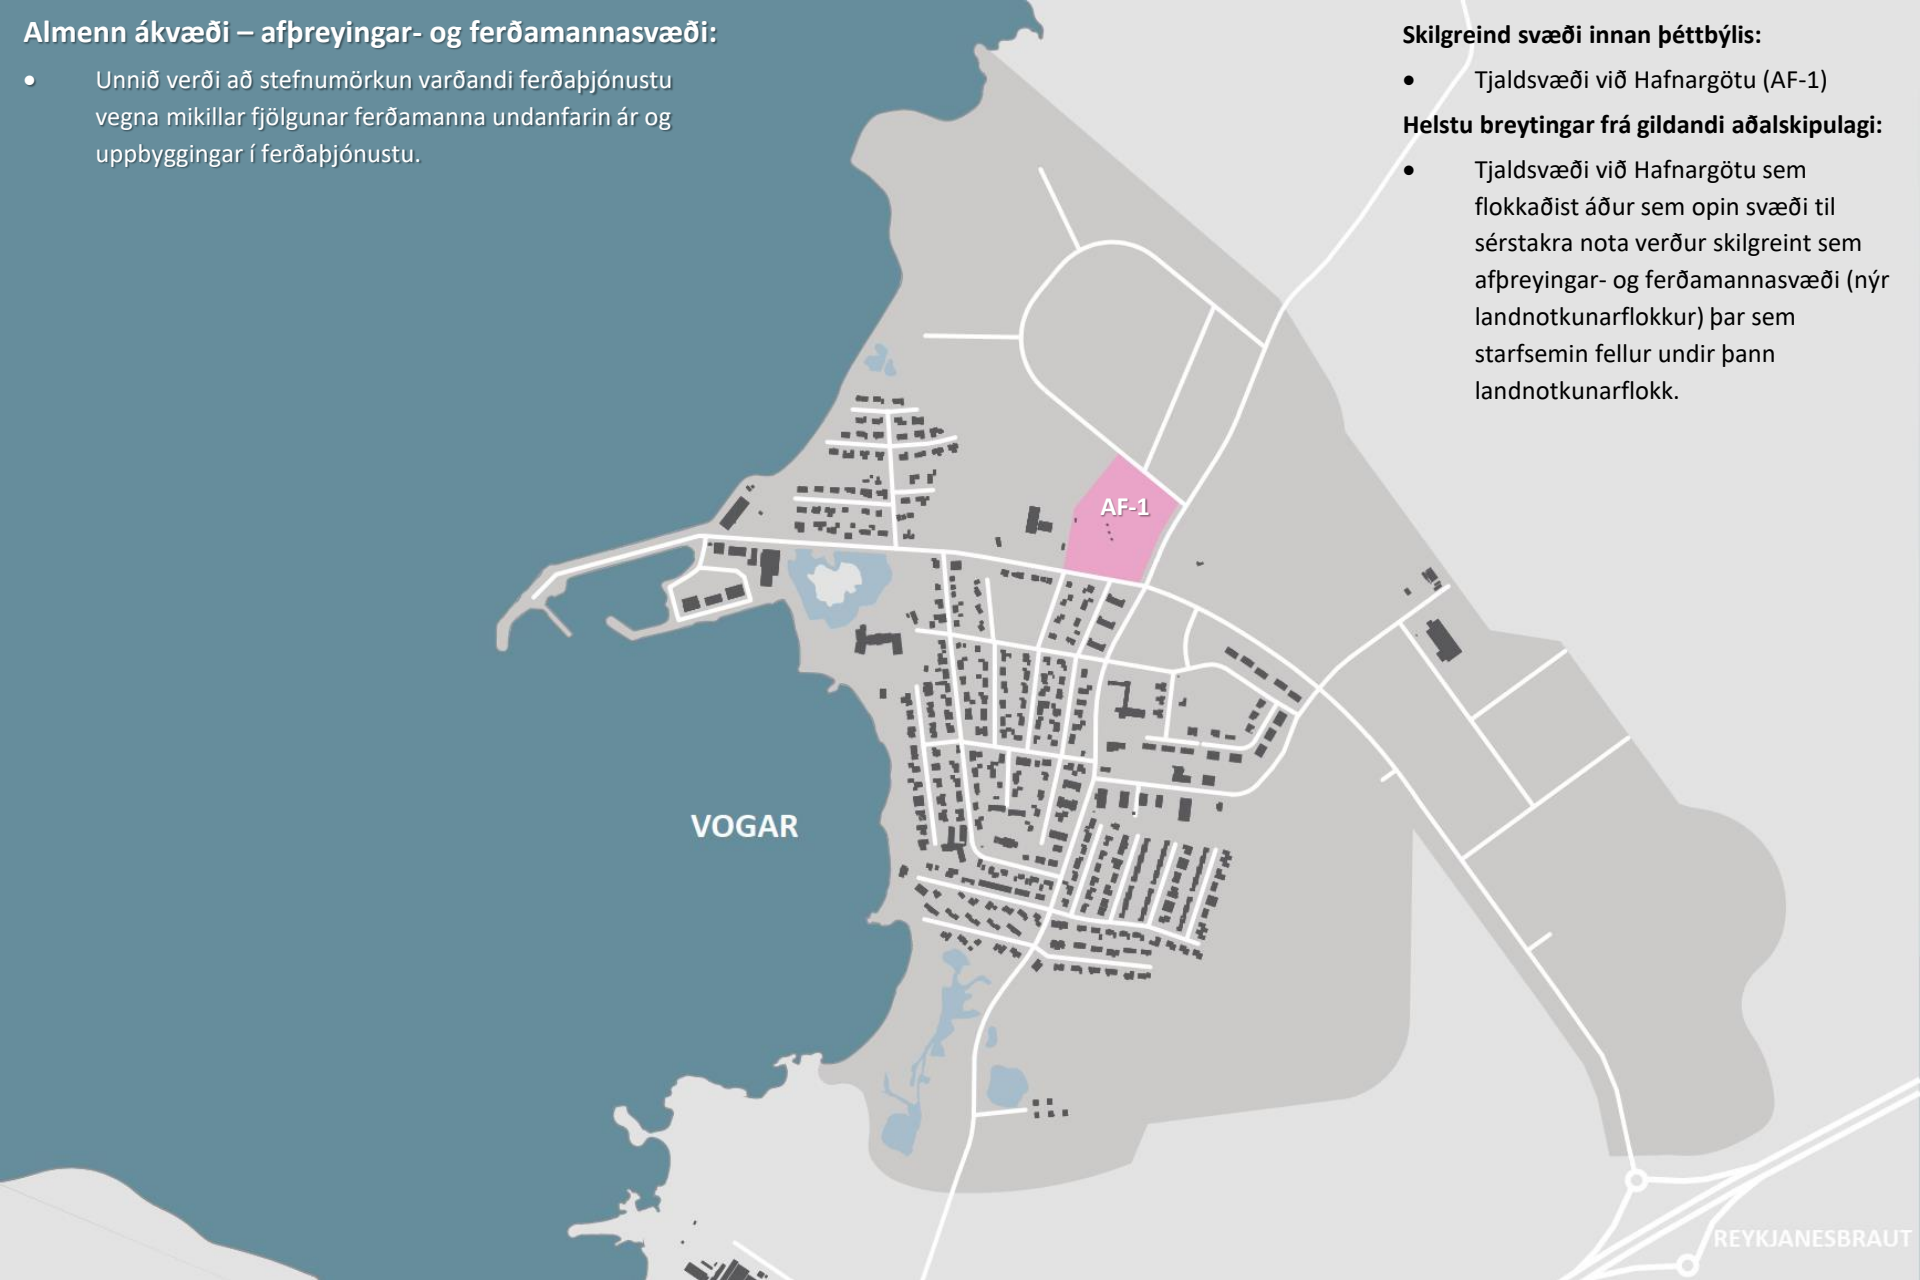 Almenn ákvæði – afþreyingar- og ferðamannasvæði:
• Unnið verði að stefnumörkun varðandi ferðaþjónustu
vegna mikillar fjölgunar ferðamanna undanfarin ár og
uppbyggingar í ferðaþjónustu.
Skilgreind svæði innan þéttbýlis:
• Tjaldsvæði við Hafnargötu (AF-1)
Helstu breytingar frá gildandi aðalskipulagi:
• Tjaldsvæði við Hafnargötu sem
flokkaðist áður sem opin svæði til
sérstakra nota verður skilgreint sem
afþreyingar- og ferðamannasvæði (nýr
landnotkunarflokkur) þar sem
starfsemin fellur undir þann
landnotkunarflokk.
AF-1
VOGAR
REYKJANESBRAUT